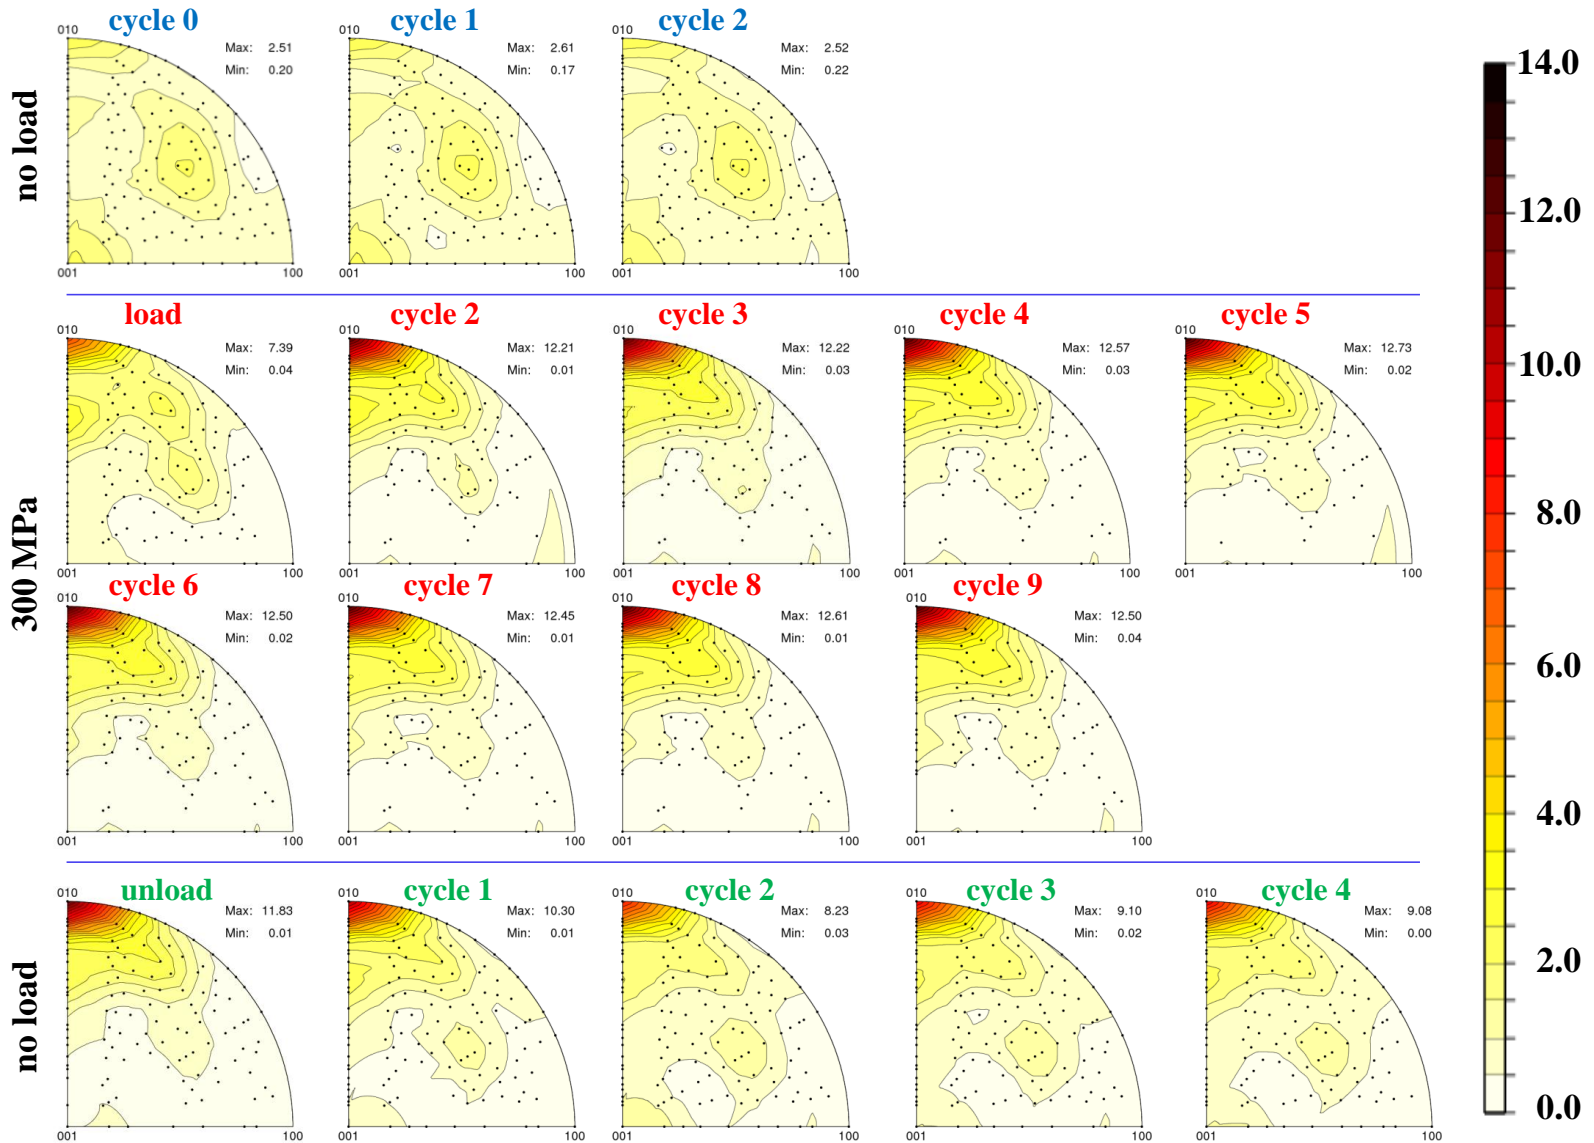 cycle 0 cycle 1 cycle 2
010 Max: 2.51 010 Max: 2.61 010 Max: 2.52
Min: 0.20 Min: 0.17 Min: 0.22
no load
001 100 001 100 001 100
load cycle 2 cycle 3 cycle 4 cycle 5
010 Max: 7.39 010 Max: 12.21 010 Max: 12.22 010 Max: 12.57 010 Max: 12.73
Min: 0.04 Min: 0.01 Min: 0.03 Min: 0.03 Min: 0.02
001 100 001 100 001 100 001 100 001 100
300 MPa
cycle 6 cycle 7 cycle 8 cycle 9
010 Max: 12.50 010 Max: 12.45 010 Max: 12.61 010 Max: 12.50
Min: 0.02 Min: 0.01 Min: 0.01 Min: 0.04
001 100 001 100 001 100 001 100
unload cycle 1 cycle 2 cycle 3 cycle 4
010 Max: 11.83 010 Max: 10.30 010 Max: 8.23 010 Max: 9.10 010 Max: 9.08
Min: 0.01 Min: 0.01 Min: 0.03 Min: 0.02 Min: 0.00
no load
001 100 001 100 001 100 001 100 001 100
14.0
12.0
10.0
8.0
6.0
4.0
2.0
0.0